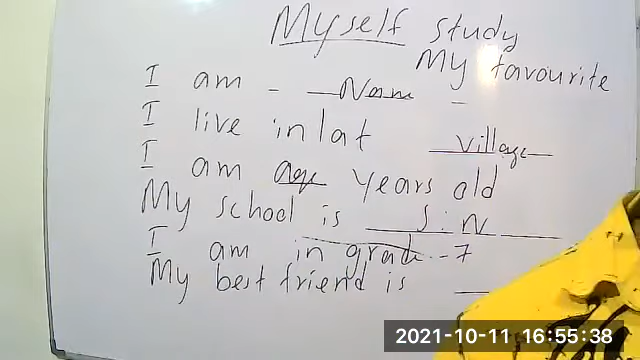 Myself study
My favourite
I am - Nam -
I live in/at village
I am age years old
My school is S:N
I am in grade -- 7
My best friend is
2021-10-11 16:55:38